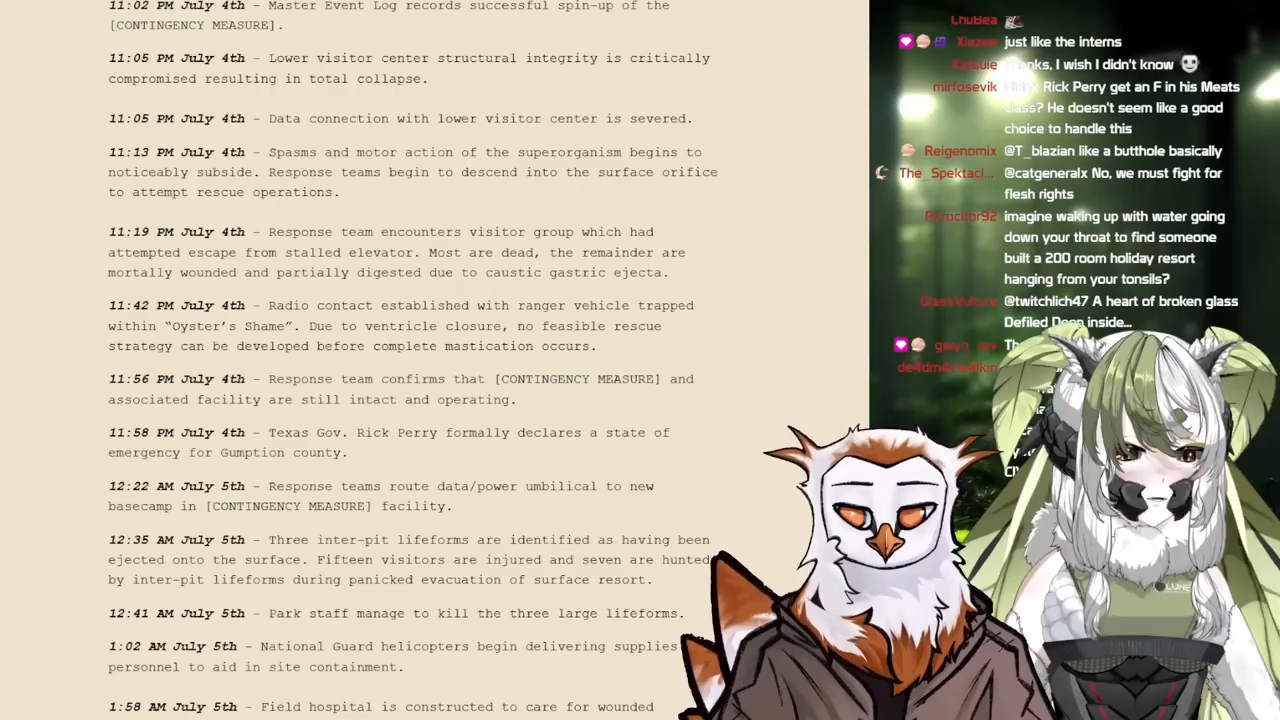 11:02 PM July 4th – Master Event Log records successful spin-up of the
[CONTINGENCY MEASURE].
11:05 PM July 4th – Lower visitor center structural integrity is critically
compromised resulting in total collapse.
11:05 PM July 4th – Data connection with lower visitor center is severed.
11:13 PM July 4th – Spasms and motor action of the superorganism begins to
noticeably subside. Response teams begin to descend into the surface orifice
to attempt rescue operations.
11:19 PM July 4th – Response team encounters visitor group which had
attempted escape from stalled elevator. Most are dead, the remainder are
mortally wounded and partially digested due to caustic gastric ejecta.
11:42 PM July 4th – Radio contact established with ranger vehicle trapped
within “Oyster’s Shame”. Due to ventricle closure, no feasible rescue
strategy can be developed before complete mastication occurs.
11:56 PM July 4th – Response team confirms that [CONTINGENCY MEASURE] and
associated facility are still intact and operating.
11:58 PM July 4th – Texas Gov. Rick Perry formally declares a state of
emergency for Gumption county.
12:22 AM July 5th – Response teams route data/power umbilical to new
basecamp in [CONTINGENCY MEASURE] facility.
12:35 AM July 5th – Three inter-pit lifeforms are identified as having been
ejected onto the surface. Fifteen visitors are injured and seven are hunted
by inter-pit lifeforms during panicked evacuation of surface resort.
12:41 AM July 5th – Park staff manage to kill the three large lifeforms.
1:02 AM July 5th – National Guard helicopters begin delivering supplies
personnel to aid in site containment.
1:58 AM July 5th – Field hospital is constructed to care for wounded
LhuBea
Xiazee just like the interns
Katsuie I wish I didn't know
mirfosevik Rick Perry get an F in his Meats
class? He doesn't seem like a good
choice to handle this
Reigenomix @T_blazian like a butthole basically
The_Spektacl... @catgeneralx No, we must fight for
flesh rights
Pyrocitor92 imagine waking up with water going
down your throat to find someone
built a 200 room holiday resort
hanging from your tonsils?
GlassVulture @twitchlich47 A heart of broken glass
Defiled Deep inside...